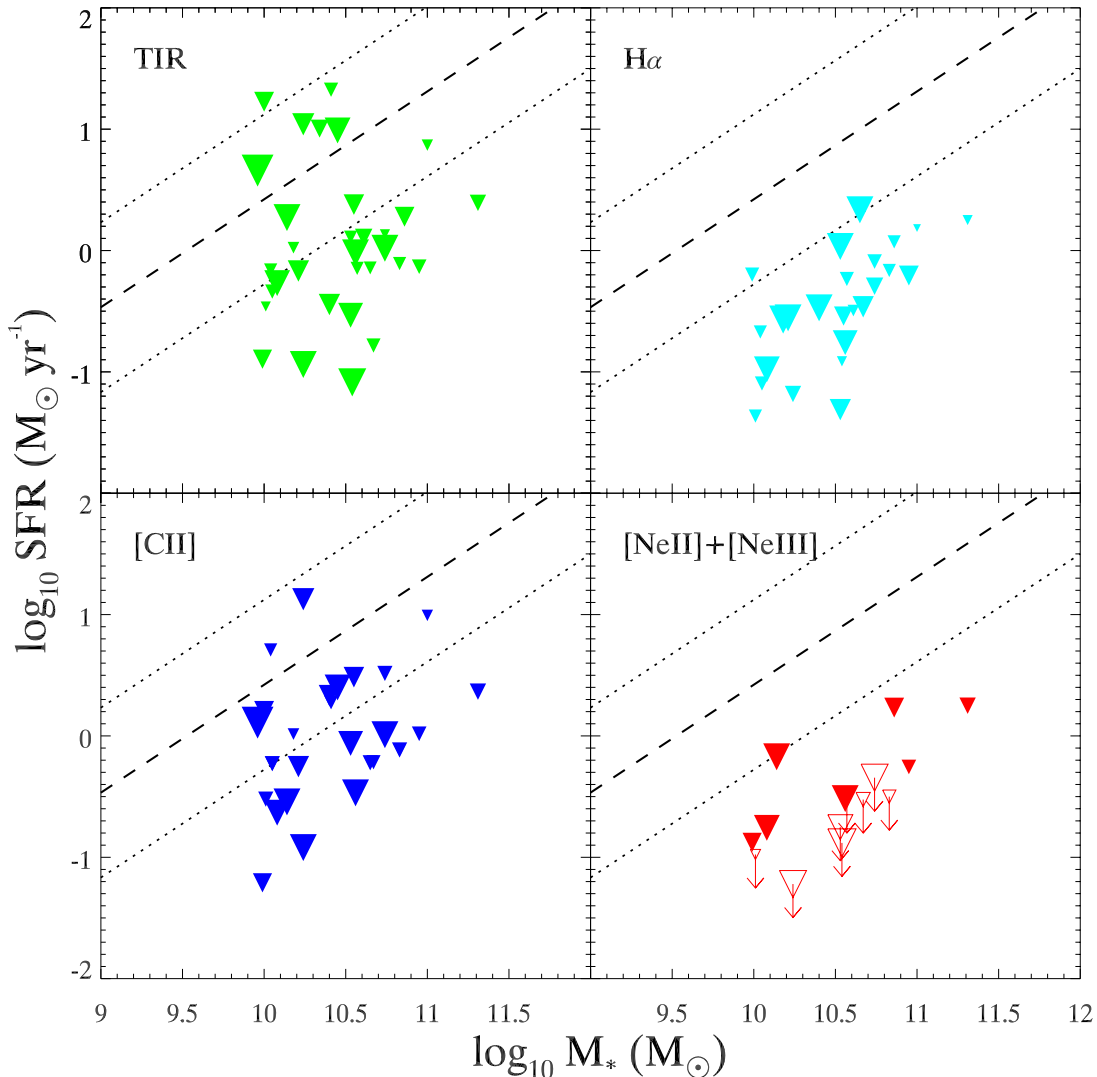 2
TIR
Hα
1
0
-1
log₁₀ SFR (M☉ yr⁻¹)
2
[CII]
[NeII]+[NeIII]
1
0
-1
-2
9 9.5 10 10.5 11 11.5 9.5 10 10.5 11 11.5 12
log₁₀ M* (M☉)